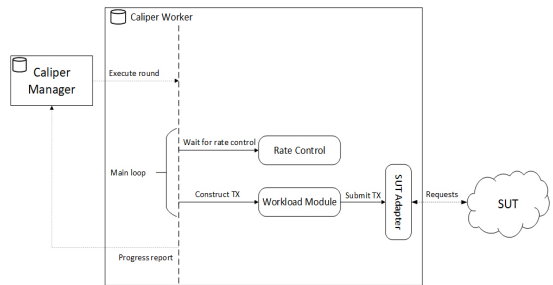 Caliper Worker
Caliper
Manager
Execute round
Wait for rate control
Rate Control
Main loop
Construct TX
Workload Module
Submit TX
SUT Adapter
Requests
SUT
Progress report